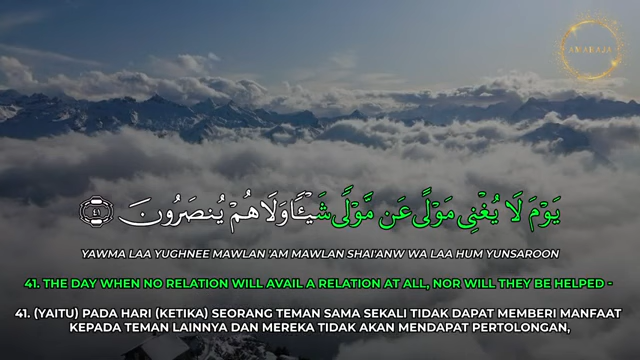 يَوْمَ لَا يُغْنِى مَوْلًى عَن مَّوْلًى شَيْـًٔا وَلَا هُمْ يُنصَرُونَ ٤١
YAWMA LAA YUGHNEE MAWLAN 'AM MAWLAN SHAI'ANW WA LAA HUM YUNSAROON
41. THE DAY WHEN NO RELATION WILL AVAIL A RELATION AT ALL, NOR WILL THEY BE HELPED -
41. (YAITU) PADA HARI (KETIKA) SEORANG TEMAN SAMA SEKALI TIDAK DAPAT MEMBERI MANFAAT
KEPADA TEMAN LAINNYA DAN MEREKA TIDAK AKAN MENDAPAT PERTOLONGAN,